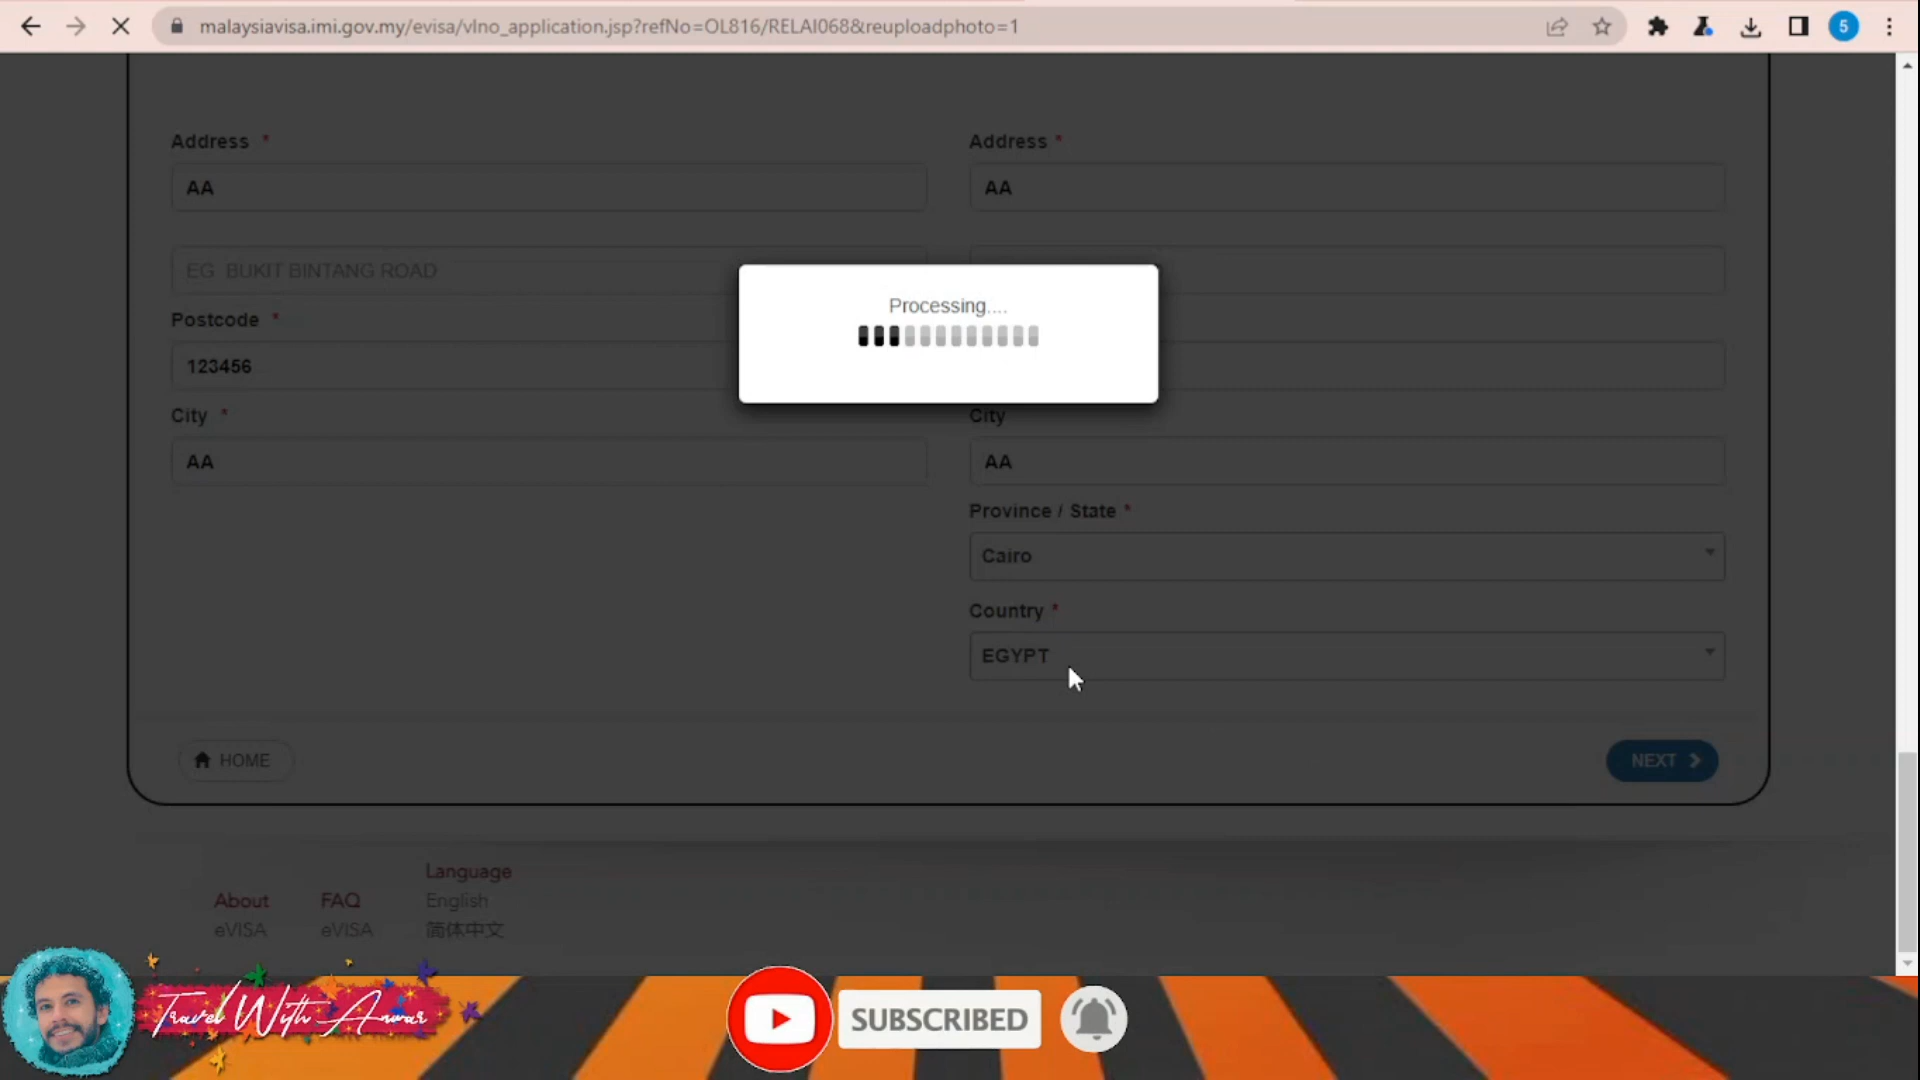 malaysiavisa.imi.gov.my/evisa/vlno_application.jsp?refNo=OL816/RELAI068&reuploadphoto=1
5
Address *
Address *
AA
AA
EG BUKIT BINTANG ROAD
Processing....
Postcode *
123456
City *
City
AA
AA
Province / State *
Cairo
Country *
EGYPT
HOME
NEXT
Language
About
FAQ
English
eVISA
eVISA
简体中文
Travel With Anwar
SUBSCRIBED